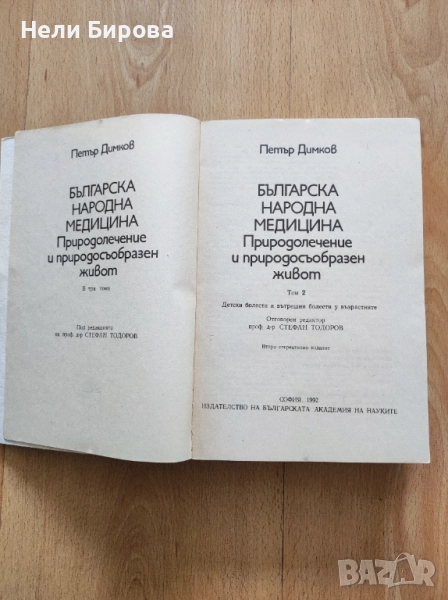 Нели Бирова
Петър Димков
БЪЛГАРСКА
НАРОДНА
МЕДИЦИНА
Природолечение
и природосъобразен
живот
В три тома
Под редакцията
на проф. д-р СТЕФАН ТОДОРОВ
Петър Димков
БЪЛГАРСКА
НАРОДНА
МЕДИЦИНА
Природолечение
и природосъобразен
живот
Том 2
Детски болести и вътрешни болести у възрастните
Отговорен редактор
проф. д-р СТЕФАН ТОДОРОВ
Второ стереотипно издание
СОФИЯ, 1992
ИЗДАТЕЛСТВО НА БЪЛГАРСКАТА АКАДЕМИЯ НА НАУКИТЕ
BAZAR